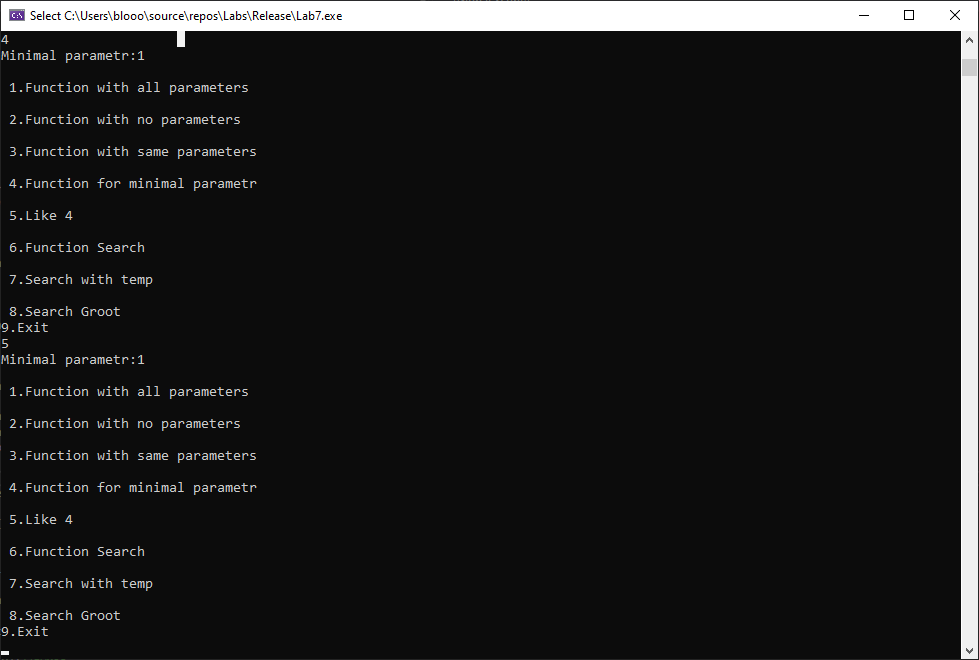 Select C:\Users\blooo\source\repos\Labs\Release\Lab7.exe
4
Minimal parametr:1
1.Function with all parameters
2.Function with no parameters
3.Function with same parameters
4.Function for minimal parametr
5.Like 4
6.Function Search
7.Search with temp
8.Search Groot
9.Exit
5
Minimal parametr:1
1.Function with all parameters
2.Function with no parameters
3.Function with same parameters
4.Function for minimal parametr
5.Like 4
6.Function Search
7.Search with temp
8.Search Groot
9.Exit